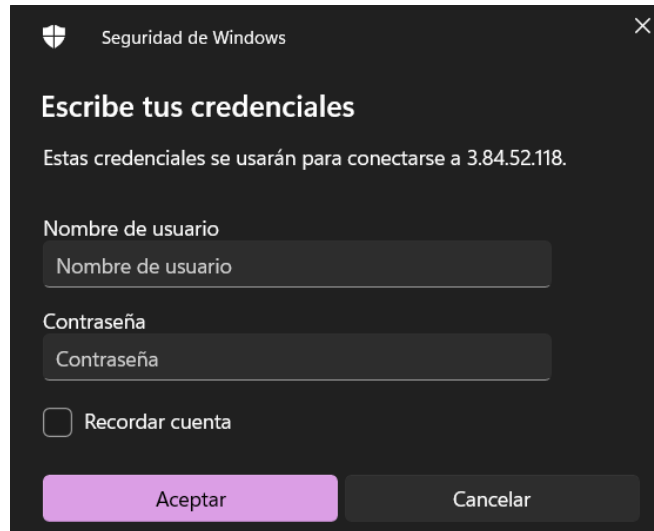 Seguridad de Windows
Escribe tus credenciales
Estas credenciales se usarán para conectarse a 3.84.52.118.
Nombre de usuario
Nombre de usuario
Contraseña
Contraseña
Recordar cuenta
Aceptar
Cancelar